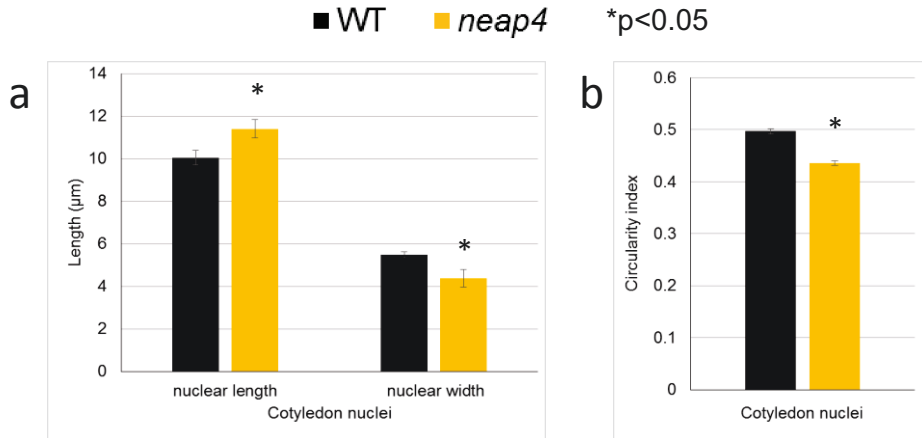 WT neap4 *p<0.05
a
14
12
10
8
6
4
2
0
Length (µm)
*
*
nuclear length nuclear width
Cotyledon nuclei
b
0.6
0.5
0.4
0.3
0.2
0.1
0
Circularity index
*
Cotyledon nuclei